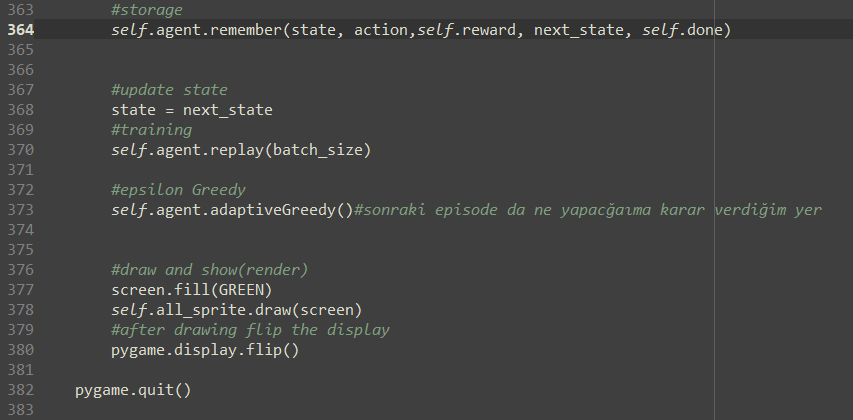 363 #storage
364 self.agent.remember(state, action,self.reward, next_state, self.done)
365
366
367 #update state
368 state = next_state
369 #training
370 self.agent.replay(batch_size)
371
372 #epsilon Greedy
373 self.agent.adaptiveGreedy()#sonraki episode da ne yapacğaıma karar verdiğim yer
374
375
376 #draw and show(render)
377 screen.fill(GREEN)
378 self.all_sprite.draw(screen)
379 #after drawing flip the display
380 pygame.display.flip()
381
382 pygame.quit()
383